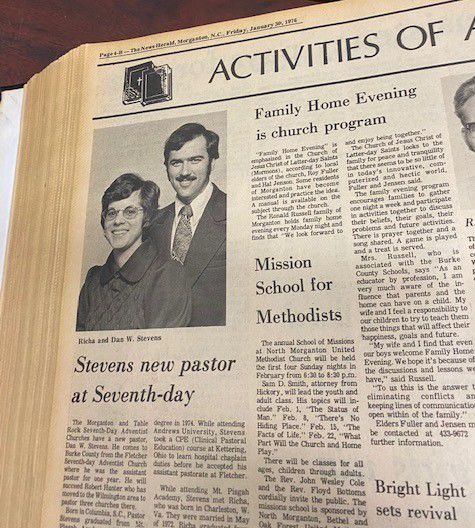 Page 4-B — The News Herald, Morganton, N.C., Friday, January 30, 1976
ACTIVITIES OF
Richa and Dan W. Stevens
Stevens new pastor
at Seventh-day
The Morganton and Table
Rock Seventh-Day Adventist
Churches have a new pastor,
Dan W. Stevens. He comes to
Burke County from the Fletcher
Seventh-day Adventist Church
where he was the assistant
pastor for one year. He will
succeed Robert Hunter who has
moved to the Wilmington area to
pastor three churches there.
Born in Columbia, S.C., Pastor
Stevens graduated from
degree in 1974. While attending
Andrews University, Stevens
took a CPE (Clinical Pastoral
Education) course at Kettering,
Ohio to learn hospital chaplain
duties before he accepted his
assistant pastorate at Fletcher.
While attending Mt. Pisgah
Academy, Stevens met Richa,
who was born in Charleston, W.
Va. They were married in May
of 1972. Richa graduated from
Family Home Evening
is church program
"Family Home Evening" is
emphasized in the Church of
Jesus Christ of Latter-day Saints
(Mormons), according to local
elders of the church, Roy Fuller
and Hal Jenson. Some residents
of Morganton have become
interested and practice the idea.
A manual is available on the
subject through the church.
The Ronald Russell family of
Morganton holds family home
evening every Monday night and
finds that "We look forward to
and enjoy being together."
The Church of Jesus Christ of
Latter-day Saints looks to the
family for peace and tranquility
that there seems to be so little of
in today's innovative, com-
puterized and hectic world,
Fuller and Jensen said.
The family evening program
encourages families to gather
one night a week and participate
in activities together to discuss
their beliefs, their goals, their
problems and future activities.
There is prayer together and a
song shared. A game is played
and a treat is served.
Mrs. Russell, who is
associated with the Burke
County Schools, says "As an
educator by profession, I am
very much aware of the in-
fluence that parents and the
home can have on a child. My
wife and I feel a responsibility to
our children to try to teach them
those things that will affect their
happiness, goals and future.
"My wife and I find that even
our boys welcome Family Home
Evening. We hope it's because of
the discussions and lessons we
have," said Russell.
"To us this is the answer t
eliminating conflicts an
keeping lines of communicatic
open within the family."
Elders Fuller and Jensen m
be contacted at 433-9672
further information.
Mission
School for
Methodists
The annual School of Missions
at North Morganton United
Methodist Church will be held
the first four Sunday nights of
February from 6:30 to 8:30 p.m.
Sam D. Smith, attorney from
Hickory, will lead the youth and
adult class. His topics will in-
clude Feb. 1, "The Status of
Man." Feb. 8, "There's No
Hiding Place." Feb. 15, "The
Facts of Life." Feb. 22, "What
Part Will the Church and Home
Play."
There will be classes for all
ages, children through adults.
The Rev. John Wesley Cole
and the Rev. Floyd Bottoms
cordially invite the public. The
missions school is sponsored by
North Morganton, Bethel and
Oak
Bright Light
sets revival